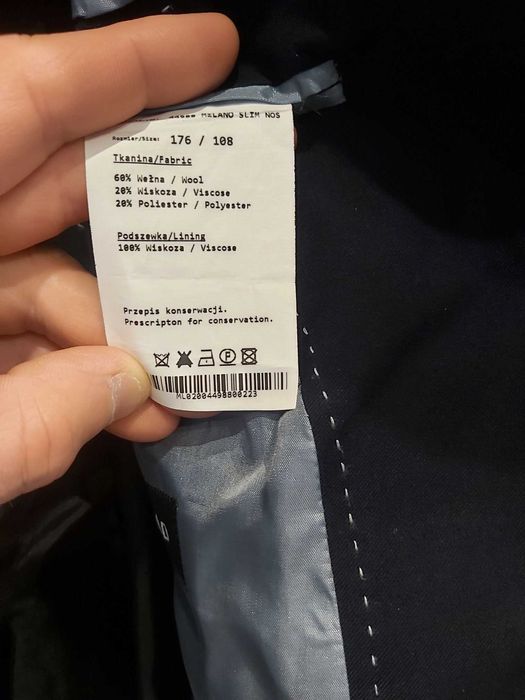 MILANO SLIM NOS
Rozmiar/Size: 176 / 108
Tkanina/Fabric
60% Wełna / Wool
20% Wiskoza / Viscose
20% Poliester / Polyester
Podszewka/Lining
100% Wiskoza / Viscose
Przepis konserwacji.
Prescripton for conservation.
ML02004498800223